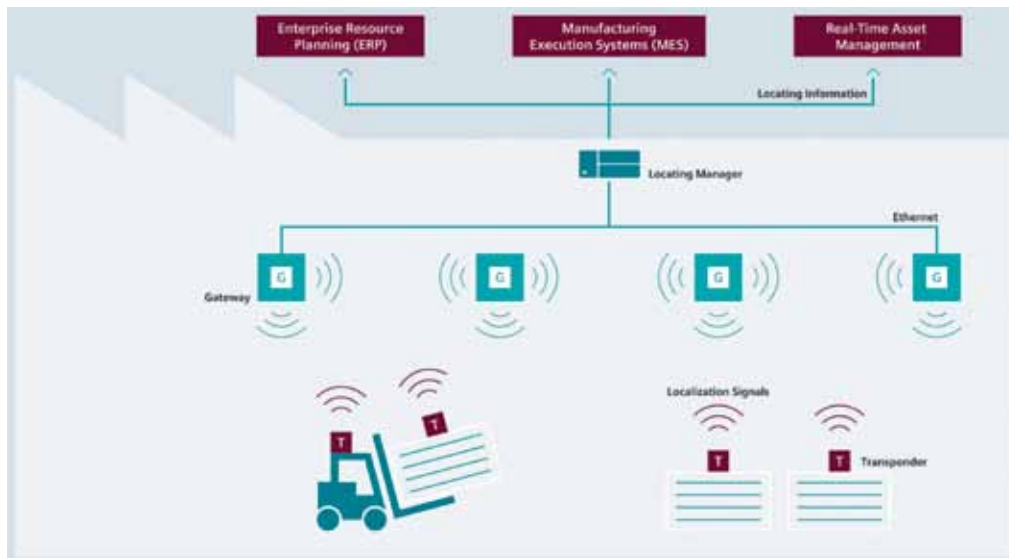 Enterprise Resource
Planning (ERP)
Manufacturing
Execution Systems (MES)
Real-Time Asset
Management
Locating Information
Locating Manager
Ethernet
G
G
G
G
Gateway
Localization Signals
T
T
T
T
Transponder